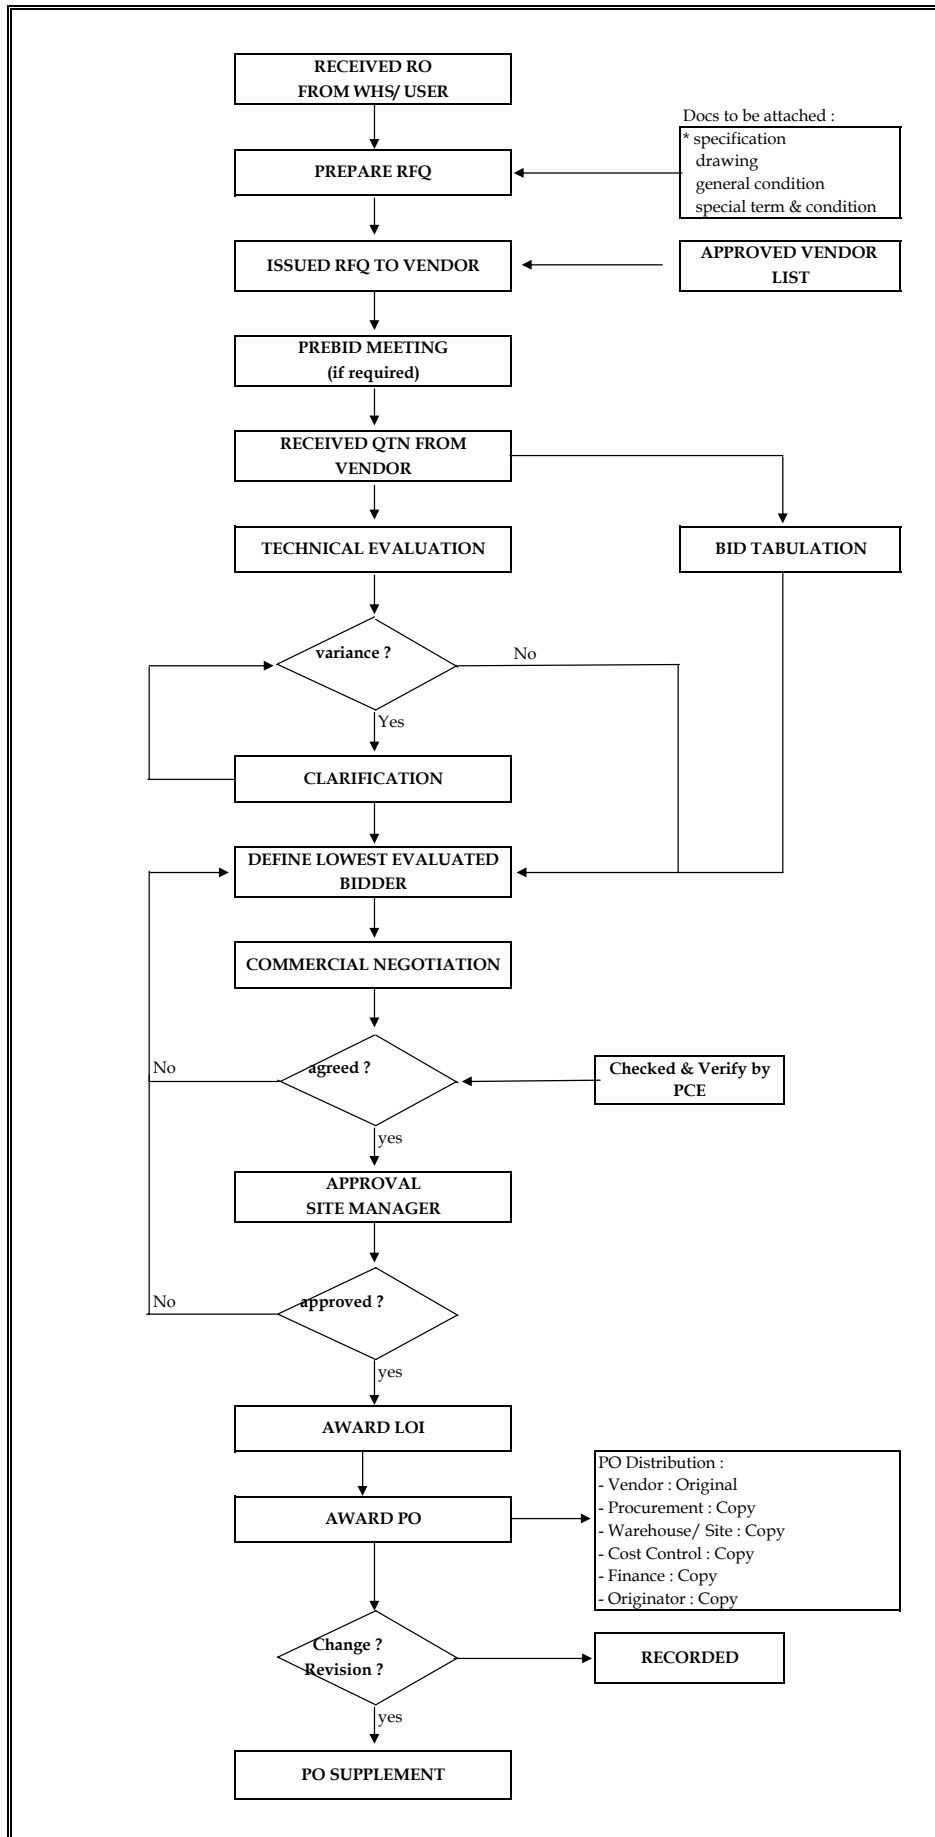 RECEIVED RO
FROM WHS/ USER
Docs to be attached :
* specification
drawing
general condition
special term & condition
PREPARE RFQ
ISSUED RFQ TO VENDOR
APPROVED VENDOR
LIST
PREBID MEETING
(if required)
RECEIVED QTN FROM
VENDOR
TECHNICAL EVALUATION
BID TABULATION
variance ?
No
Yes
CLARIFICATION
DEFINE LOWEST EVALUATED
BIDDER
COMMERCIAL NEGOTIATION
No
agreed ?
Checked & Verify by
PCE
yes
APPROVAL
SITE MANAGER
No
approved ?
yes
AWARD LOI
AWARD PO
PO Distribution :
- Vendor : Original
- Procurement : Copy
- Warehouse/ Site : Copy
- Cost Control : Copy
- Finance : Copy
- Originator : Copy
Change ?
Revision ?
RECORDED
yes
PO SUPPLEMENT